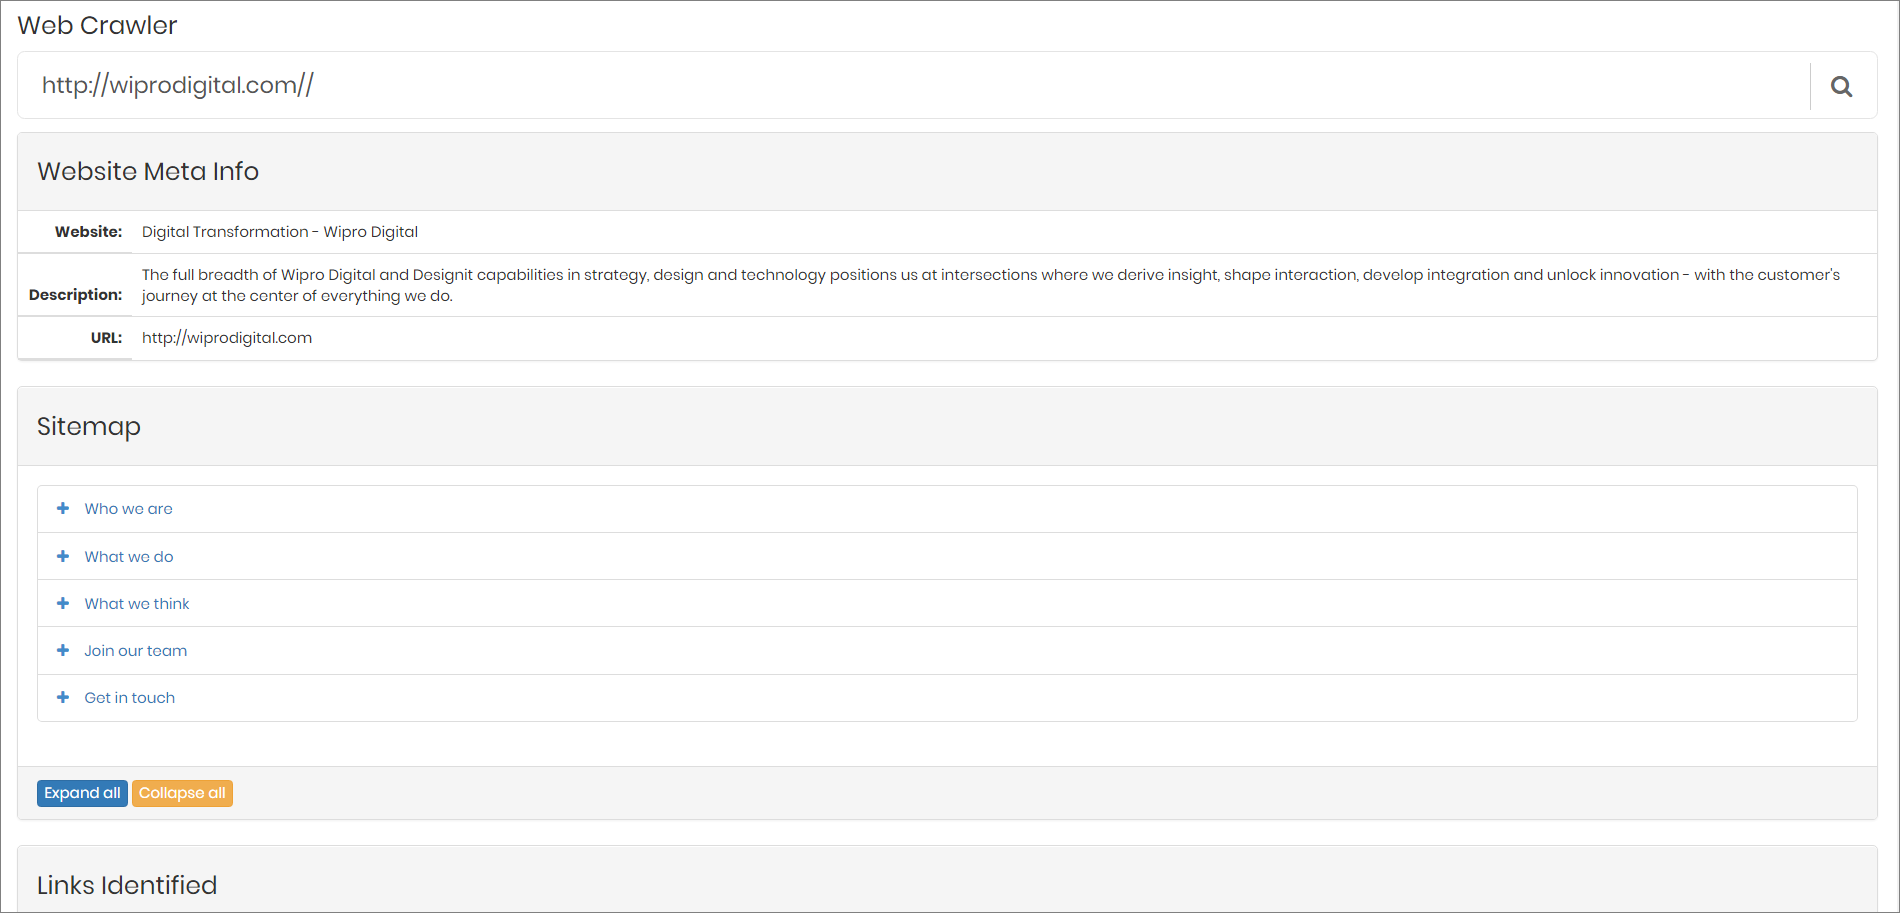 Web Crawler
http://wiprodigital.com//
Website Meta Info
Website: Digital Transformation - Wipro Digital
Description: The full breadth of Wipro Digital and Designit capabilities in strategy, design and technology positions us at intersections where we derive insight, shape interaction, develop integration and unlock innovation - with the customer's
journey at the center of everything we do.
URL: http://wiprodigital.com
Sitemap
Who we are
What we do
What we think
Join our team
Get in touch
Expand all Collapse all
Links Identified